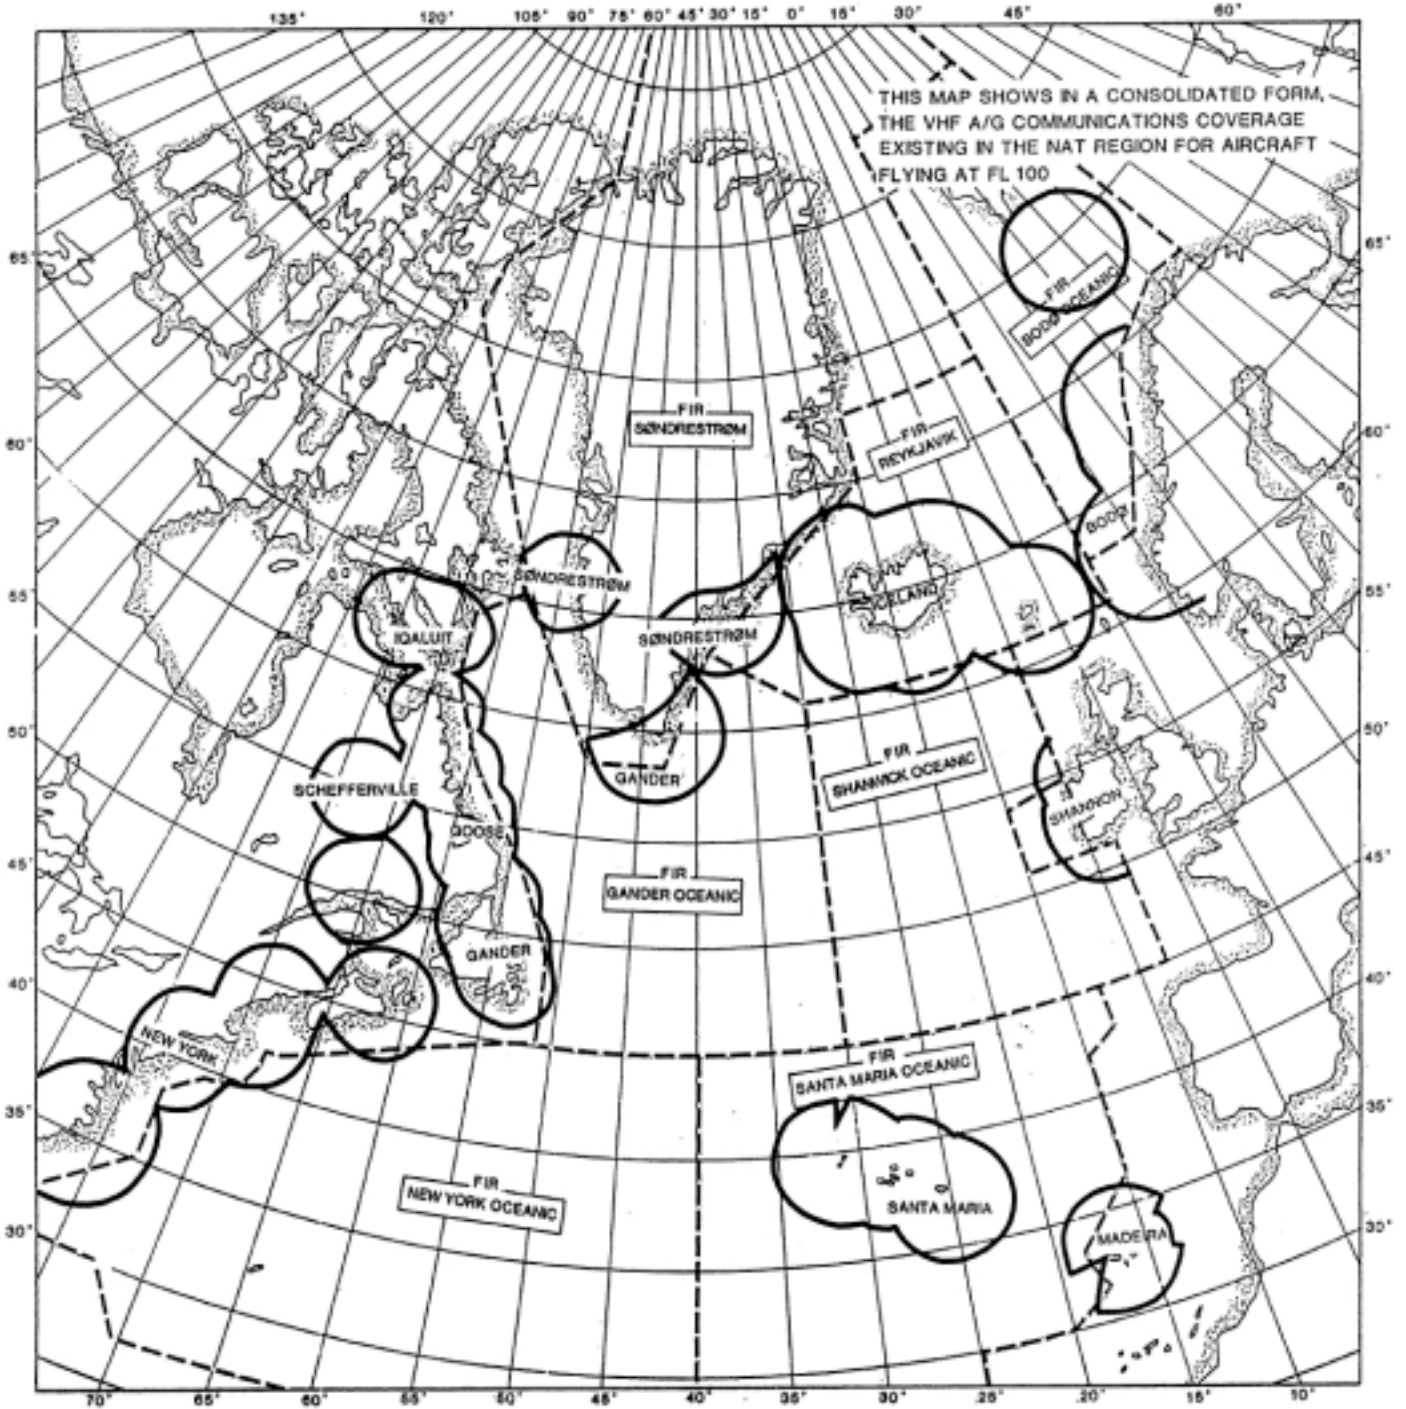 135° 120° 105° 90° 75° 60° 45° 30° 15° 0° 15° 30° 45° 60°
THIS MAP SHOWS IN A CONSOLIDATED FORM,
THE VHF A/G COMMUNICATIONS COVERAGE
EXISTING IN THE NAT REGION FOR AIRCRAFT
FLYING AT FL 100
65°
65°
FIR
BODØ OCEANIC
FIR
SØNDRESTRØM
FIR
REYKJAVIK
60°
60°
BODØ
SØNDRESTRØM
ICELAND
55°
55°
IQALUIT
SØNDRESTRØM
50°
50°
FIR
SHANWICK OCEANIC
GANDER
SCHEFFERVILLE
SHANNON
GOOSE
45°
45°
FIR
GANDER OCEANIC
GANDER
40°
40°
NEW YORK
FIR
SANTA MARIA OCEANIC
35°
35°
FIR
NEW YORK OCEANIC
SANTA MARIA
MADEIRA
30°
30°
70° 65° 60° 55° 50° 45° 40° 35° 30° 25° 20° 15° 10°